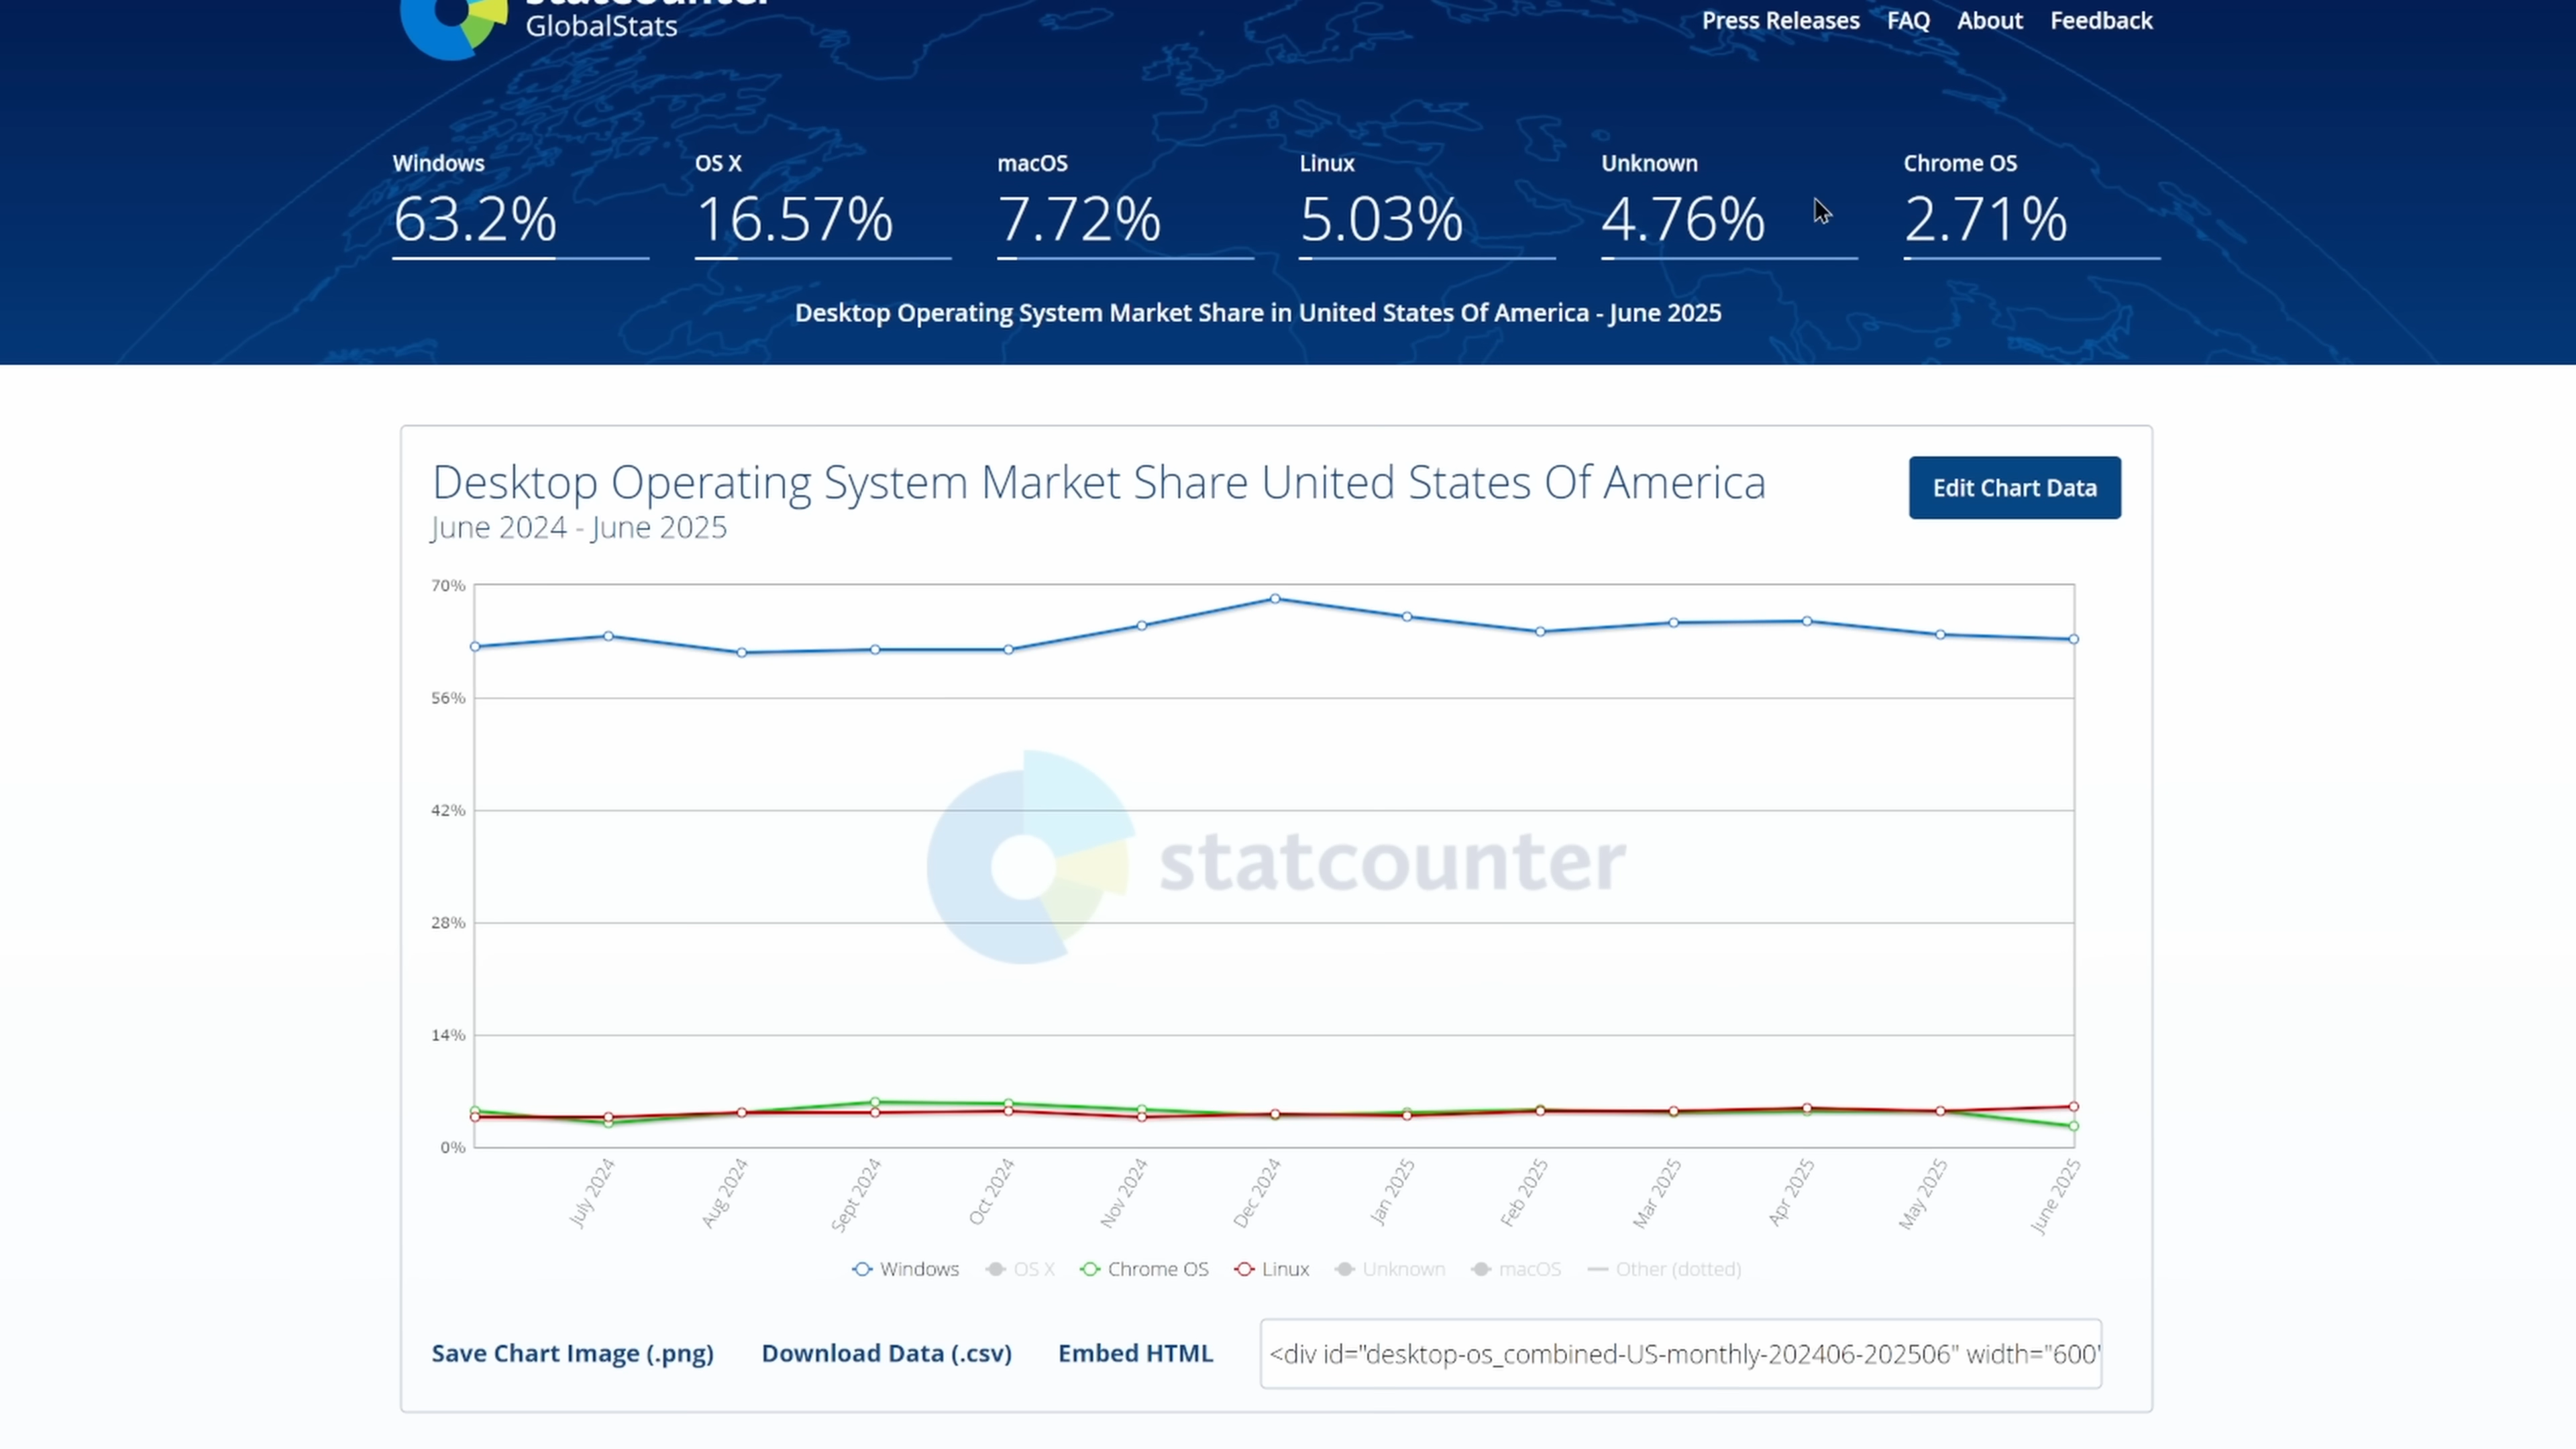 statcounter
GlobalStats
Press Releases FAQ About Feedback
Windows OS X macOS Linux Unknown Chrome OS
63.2% 16.57% 7.72% 5.03% 4.76% 2.71%
Desktop Operating System Market Share in United States Of America - June 2025
Desktop Operating System Market Share United States Of America
June 2024 - June 2025
Edit Chart Data
70%
56%
42%
statcounter
28%
14%
0%
July 2024 Aug 2024 Sept 2024 Oct 2024 Nov 2024 Dec 2024 Jan 2025 Feb 2025 Mar 2025 Apr 2025 May 2025 June 2025
Windows OS X Chrome OS Linux Unknown macOS Other (dotted)
Save Chart Image (.png) Download Data (.csv) Embed HTML <div id="desktop-os_combined-US-monthly-202406-202506" width="600"